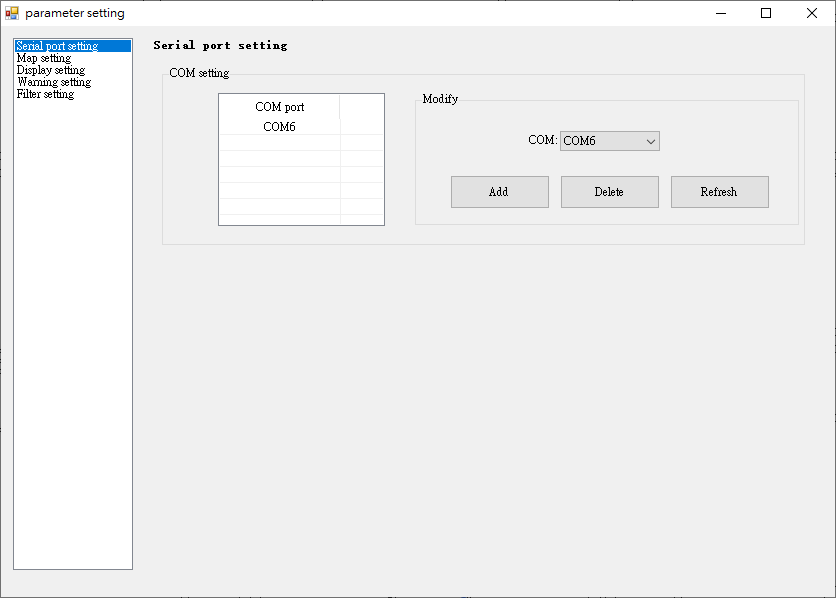 parameter setting
Serial port setting
Map setting
Display setting
Warning setting
Filter setting
Serial port setting
COM setting
COM port
COM6
Modify
COM: COM6
Add Delete Refresh